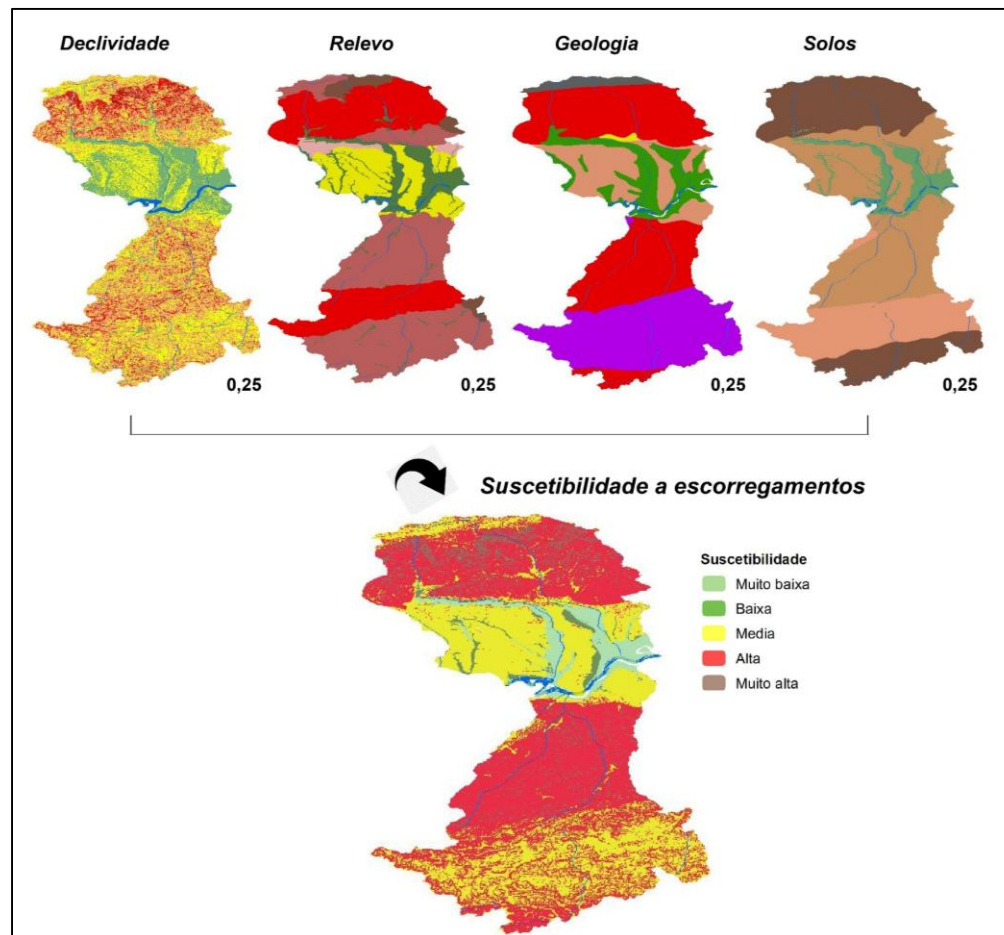 Declividade
Relevo
Geologia
Solos
0,25
0,25
0,25
0,25
Suscetibilidade a escorregamentos
Suscetibilidade
Muito baixa
Baixa
Media
Alta
Muito alta